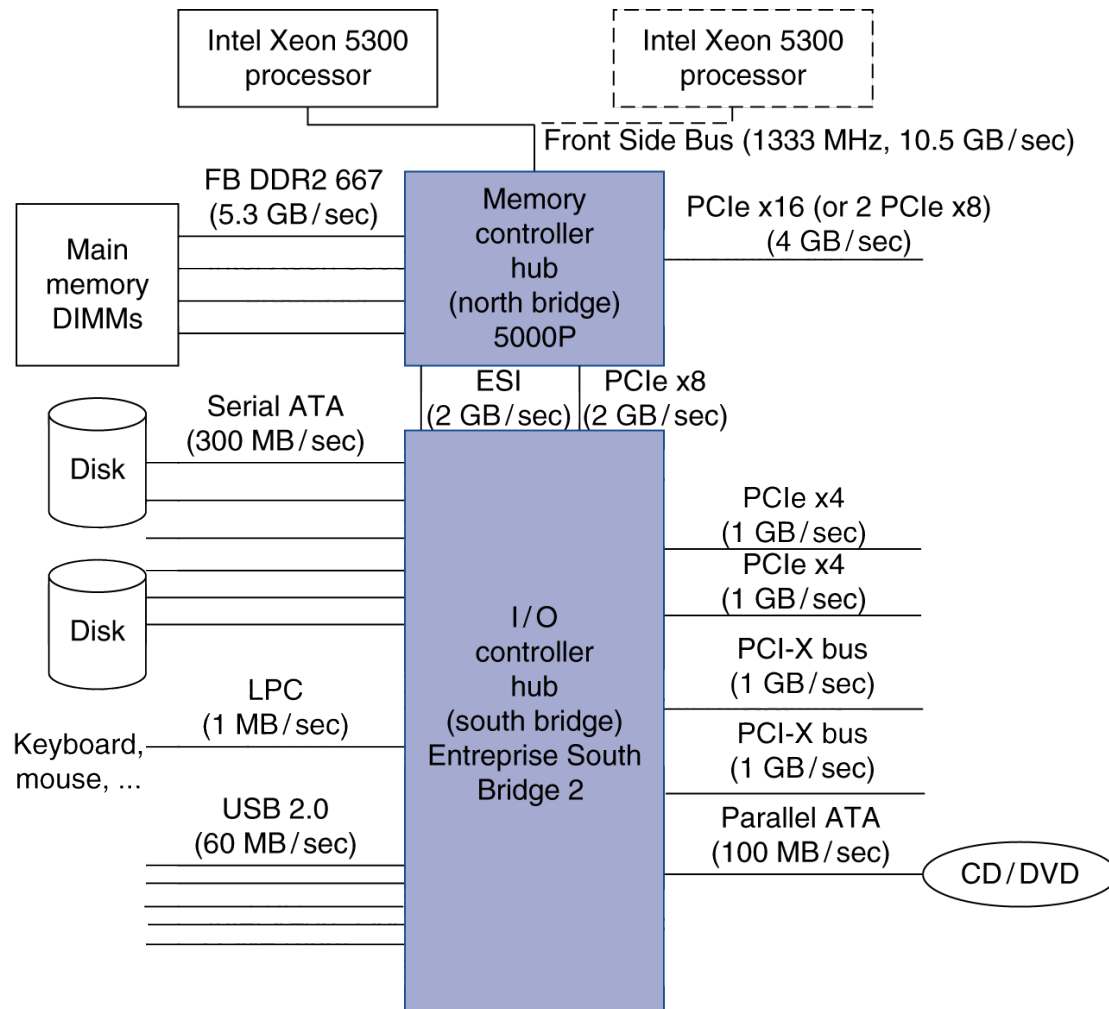 Intel Xeon 5300
processor
Intel Xeon 5300
processor
Front Side Bus (1333 MHz, 10.5 GB/sec)
FB DDR2 667
(5.3 GB/sec)
Main
memory
DIMMs
Memory
controller
hub
(north bridge)
5000P
PCIe x16 (or 2 PCIe x8)
(4 GB/sec)
ESI
(2 GB/sec)
PCIe x8
(2 GB/sec)
Serial ATA
(300 MB/sec)
Disk
Disk
LPC
(1 MB/sec)
Keyboard,
mouse, ...
USB 2.0
(60 MB/sec)
I/O
controller
hub
(south bridge)
Entreprise South
Bridge 2
PCIe x4
(1 GB/sec)
PCIe x4
(1 GB/sec)
PCI-X bus
(1 GB/sec)
PCI-X bus
(1 GB/sec)
Parallel ATA
(100 MB/sec)
CD/DVD